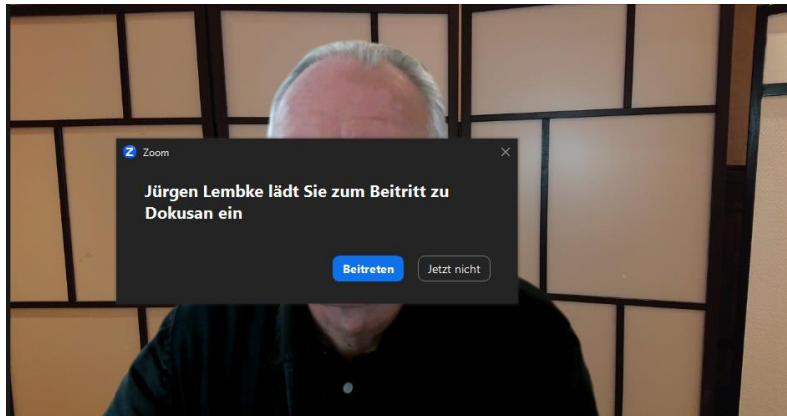 Zoom
Jürgen Lembke lädt Sie zum Beitritt zu
Dokusan ein
Beitreten
Jetzt nicht